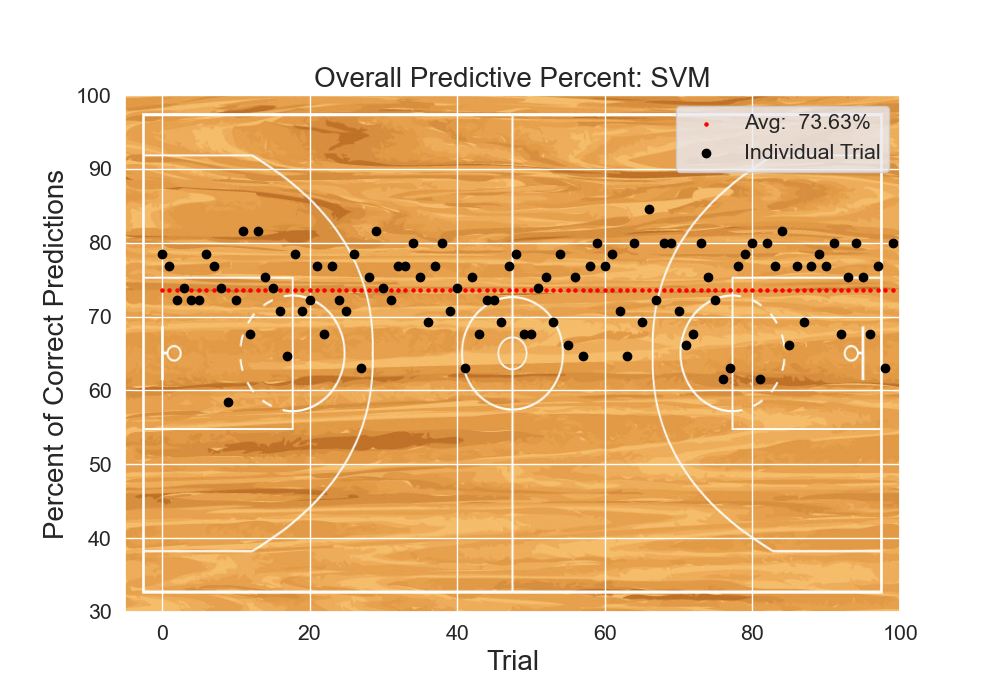 Overall Predictive Percent: SVM
Avg:  73.63%
Individual Trial
Percent of Correct Predictions
100
90
80
70
60
50
40
30
0 20 40 60 80 100
Trial